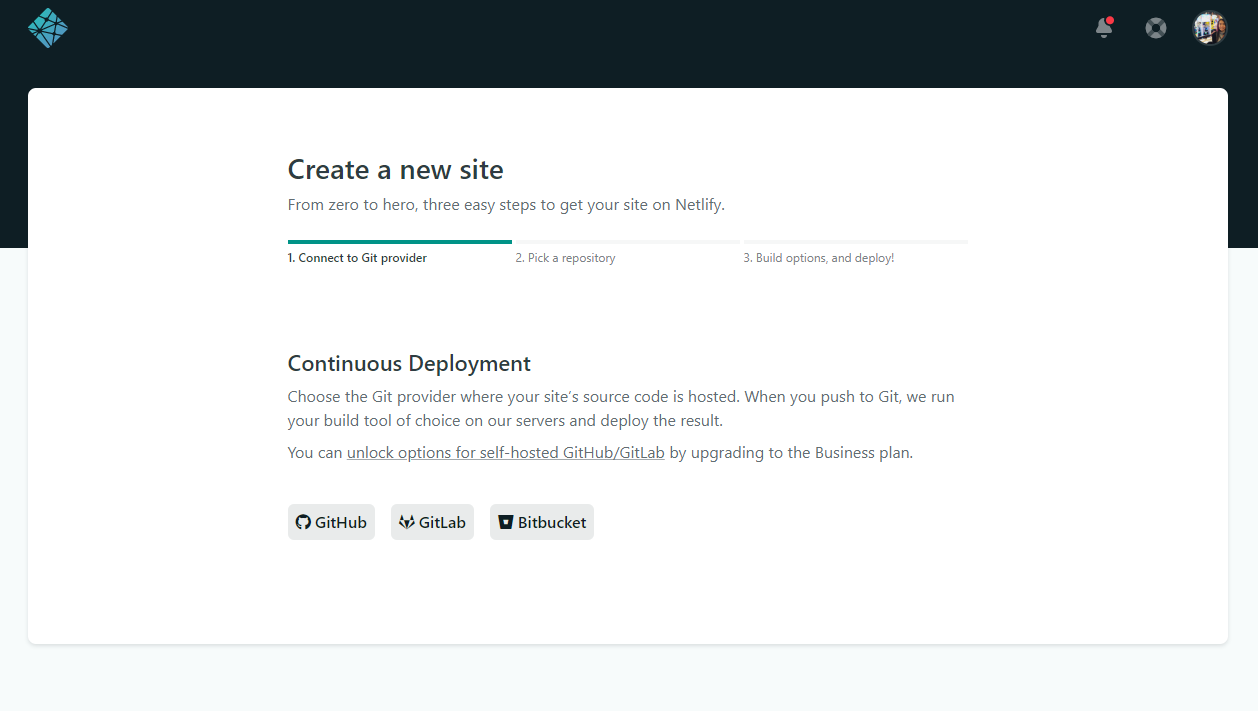 Create a new site
From zero to hero, three easy steps to get your site on Netlify.
1. Connect to Git provider
2. Pick a repository
3. Build options, and deploy!
Continuous Deployment
Choose the Git provider where your site’s source code is hosted. When you push to Git, we run
your build tool of choice on our servers and deploy the result.
You can unlock options for self-hosted GitHub/GitLab by upgrading to the Business plan.
GitHub
GitLab
Bitbucket